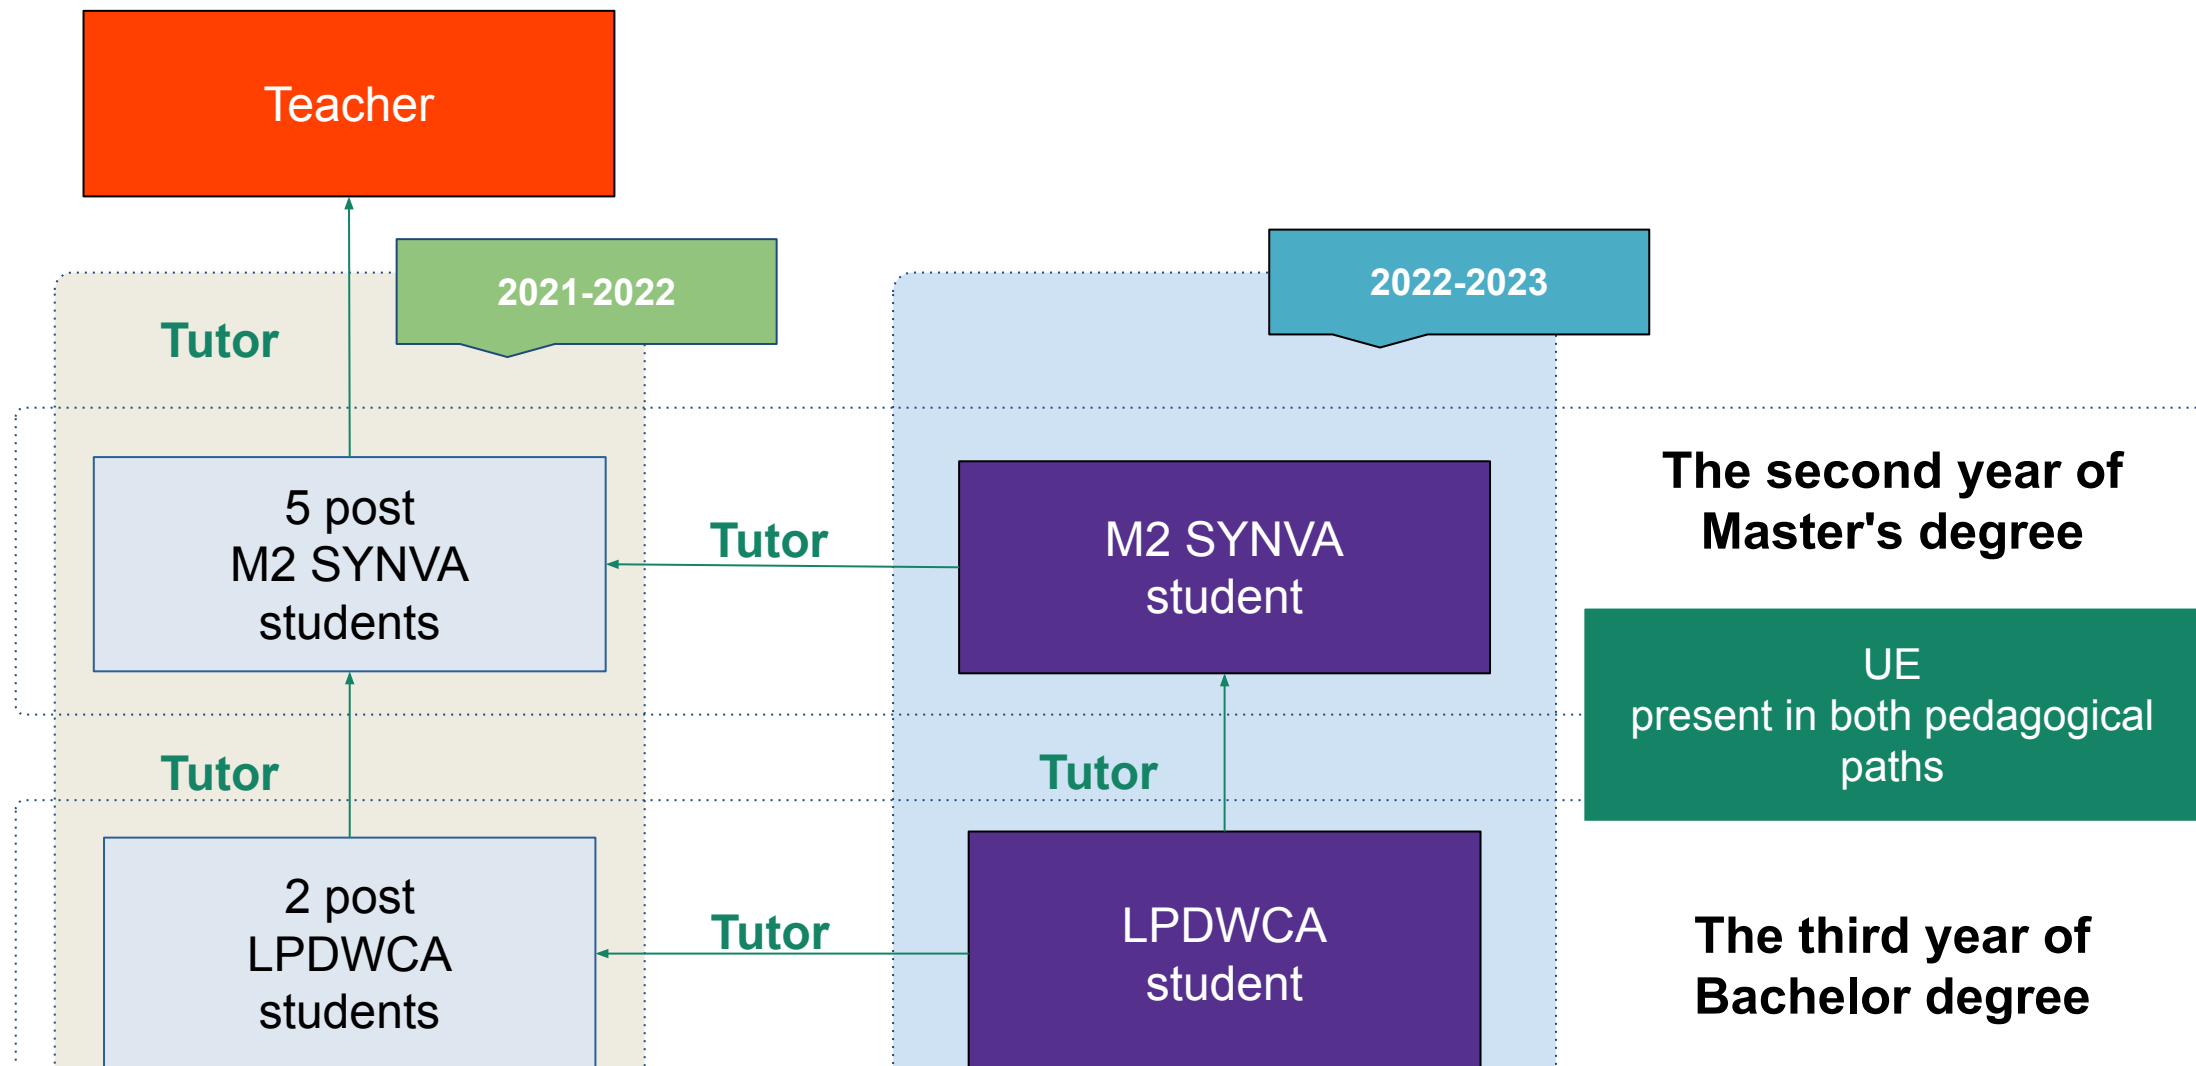 Teacher
2021-2022
2022-2023
Tutor
5 post
M2 SYNVA
students
Tutor
M2 SYNVA
student
The second year of
Master's degree
UE
present in both pedagogical
paths
Tutor
Tutor
2 post
LPDWCA
students
Tutor
LPDWCA
student
The third year of
Bachelor degree